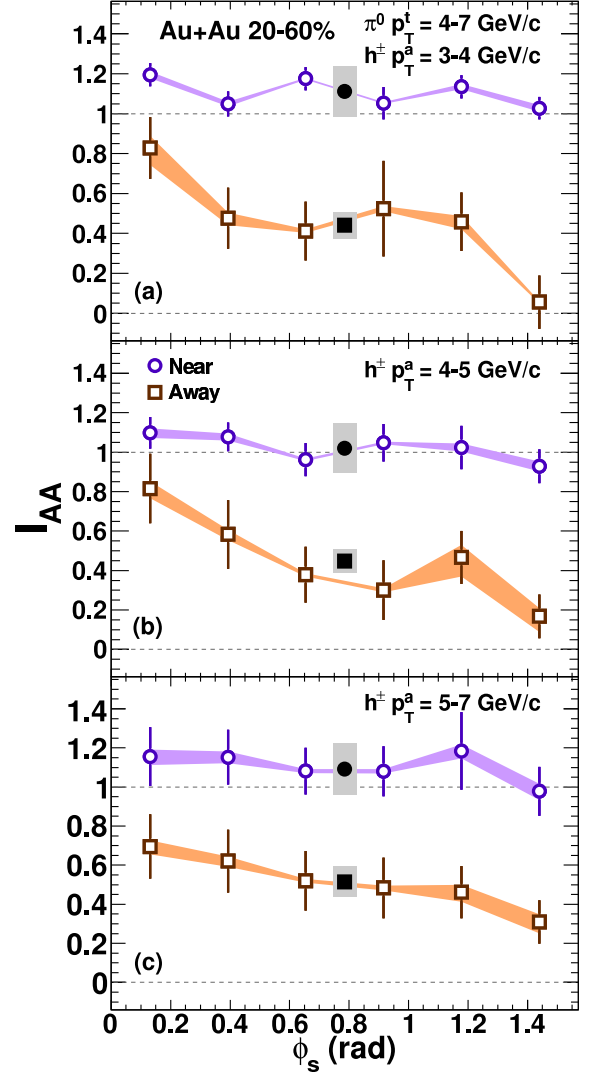 Au+Au 20-60%
π⁰ p_T^t = 4-7 GeV/c
h± p_T^a = 3-4 GeV/c
1.4
1.2
1
0.8
0.6
0.4
0.2
0
(a)
Near
Away
h± p_T^a = 4-5 GeV/c
1.4
1.2
1
0.8
0.6
0.4
0.2
0
(b)
I_AA
h± p_T^a = 5-7 GeV/c
1.4
1.2
1
0.8
0.6
0.4
0.2
0
(c)
0 0.2 0.4 0.6 0.8 1 1.2 1.4
ϕ_s (rad)